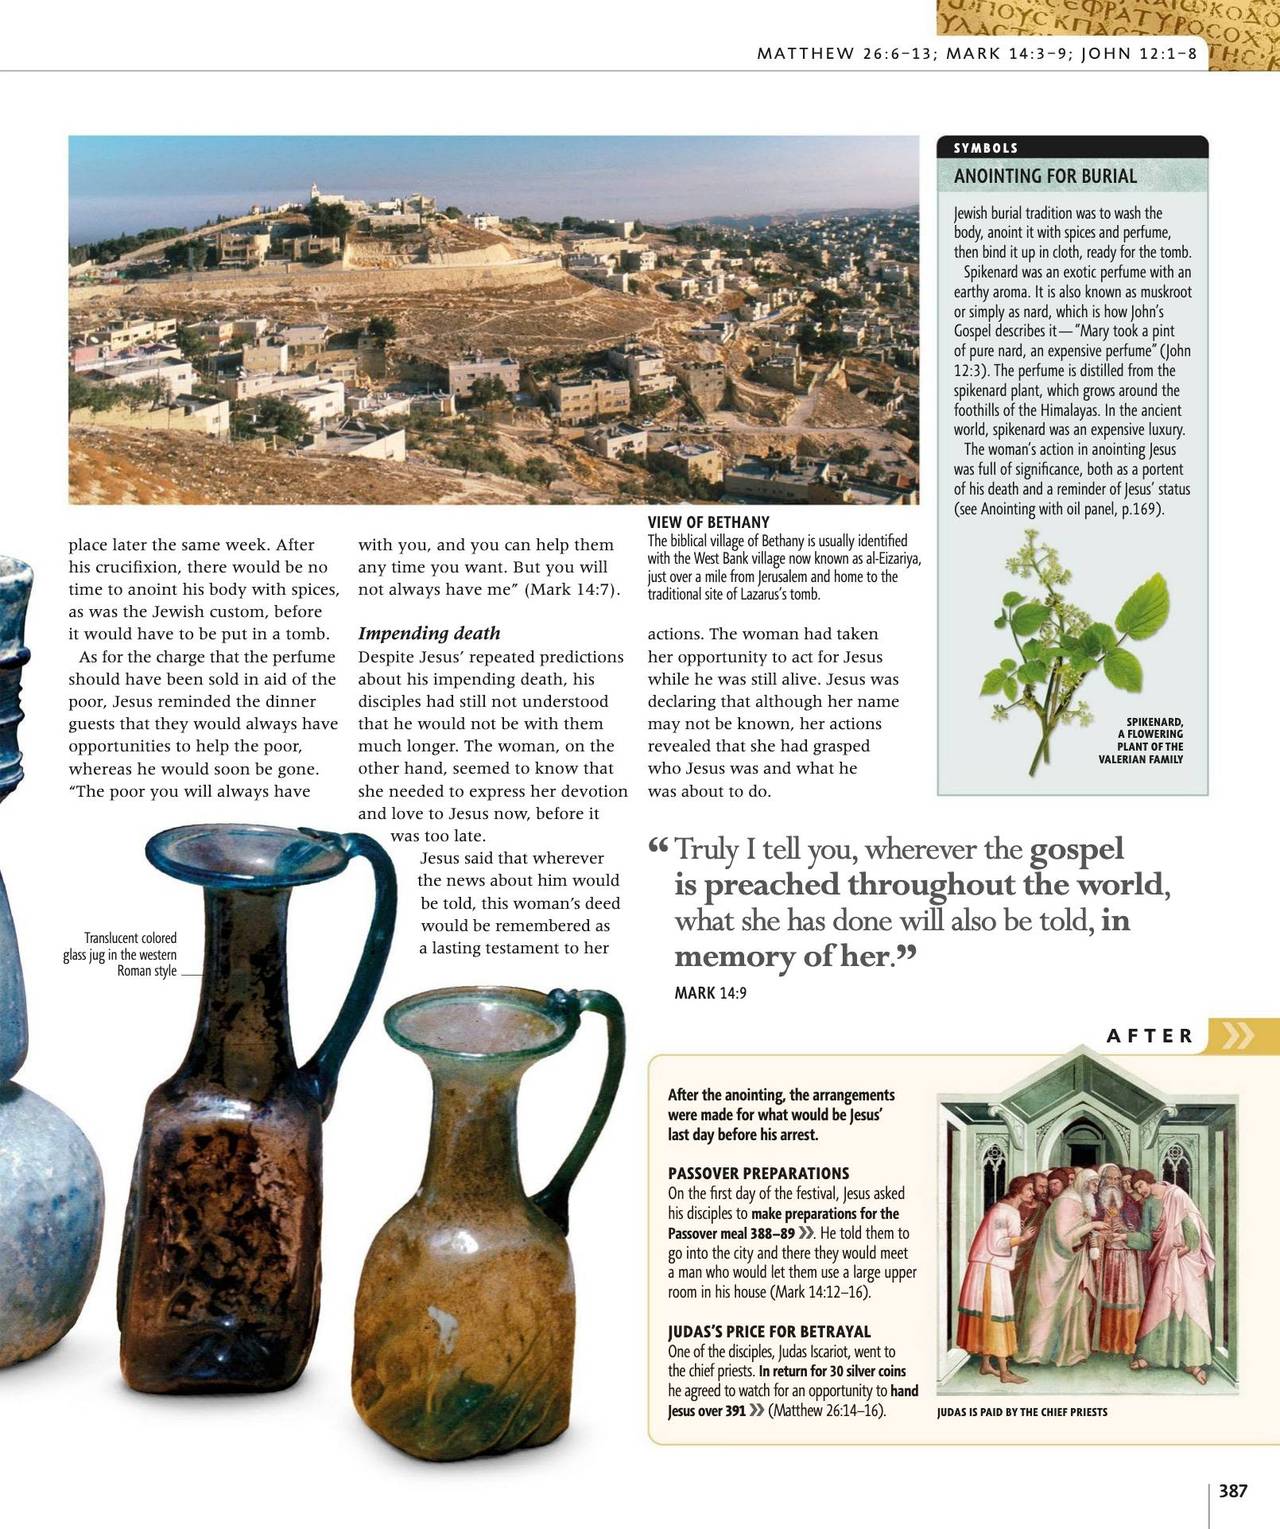 MATTHEW 26:6–13; MARK 14:3–9; JOHN 12:1–8
place later the same week. After
his crucifixion, there would be no
time to anoint his body with spices,
as was the Jewish custom, before
it would have to be put in a tomb.
As for the charge that the perfume
should have been sold in aid of the
poor, Jesus reminded the dinner
guests that they would always have
opportunities to help the poor,
whereas he would soon be gone.
“The poor you will always have
with you, and you can help them
any time you want. But you will
not always have me” (Mark 14:7).
Impending death
Despite Jesus’ repeated predictions
about his impending death, his
disciples had still not understood
that he would not be with them
much longer. The woman, on the
other hand, seemed to know that
she needed to express her devotion
and love to Jesus now, before it
was too late.
Jesus said that wherever
the news about him would
be told, this woman’s deed
would be remembered as
a lasting testament to her
VIEW OF BETHANY
The biblical village of Bethany is usually identified
with the West Bank village now known as al-Eizariya,
just over a mile from Jerusalem and home to the
traditional site of Lazarus’s tomb.
actions. The woman had taken
her opportunity to act for Jesus
while he was still alive. Jesus was
declaring that although her name
may not be known, her actions
revealed that she had grasped
who Jesus was and what he
was about to do.
SYMBOLS
ANOINTING FOR BURIAL
Jewish burial tradition was to wash the
body, anoint it with spices and perfume,
then bind it up in cloth, ready for the tomb.
Spikenard was an exotic perfume with an
earthy aroma. It is also known as muskroot
or simply as nard, which is how John’s
Gospel describes it—“Mary took a pint
of pure nard, an expensive perfume” (John
12:3). The perfume is distilled from the
spikenard plant, which grows around the
foothills of the Himalayas. In the ancient
world, spikenard was an expensive luxury.
The woman’s action in anointing Jesus
was full of significance, both as a portent
of his death and a reminder of Jesus’ status
(see Anointing with oil panel, p.169).
SPIKENARD,
A FLOWERING
PLANT OF THE
VALERIAN FAMILY
“Truly I tell you, wherever the gospel
is preached throughout the world,
what she has done will also be told, in
memory of her.”
MARK 14:9
Translucent colored
glass jug in the western
Roman style
AFTER
After the anointing, the arrangements
were made for what would be Jesus’
last day before his arrest.
PASSOVER PREPARATIONS
On the first day of the festival, Jesus asked
his disciples to make preparations for the
Passover meal 388–89 ». He told them to
go into the city and there they would meet
a man who would let them use a large upper
room in his house (Mark 14:12–16).
JUDAS’S PRICE FOR BETRAYAL
One of the disciples, Judas Iscariot, went to
the chief priests. In return for 30 silver coins
he agreed to watch for an opportunity to hand
Jesus over 391 » (Matthew 26:14–16).
JUDAS IS PAID BY THE CHIEF PRIESTS
387